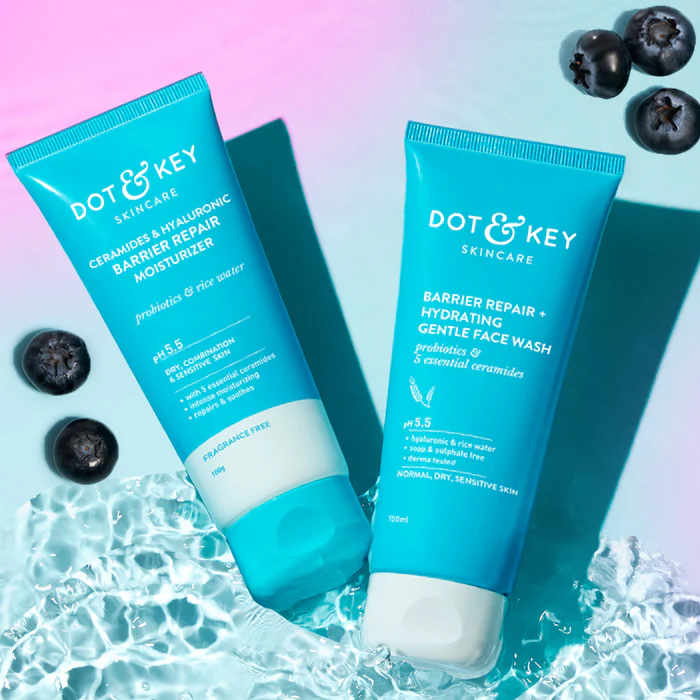 DOT & KEY
SKINCARE
CERAMIDES & HYALURONIC
BARRIER REPAIR
MOISTURIZER
probiotics & rice water
pH 5.5
DRY, COMBINATION
& SENSITIVE SKIN
• with 5 essential ceramides
• intense moisturizing
• repairs & soothes
FRAGRANCE FREE
100g
DOT & KEY
SKINCARE
BARRIER REPAIR +
HYDRATING
GENTLE FACE WASH
probiotics &
5 essential ceramides
pH 5.5
• hyaluronic & rice water
• soap & sulphate free
• derma tested
NORMAL, DRY, SENSITIVE SKIN
100ml